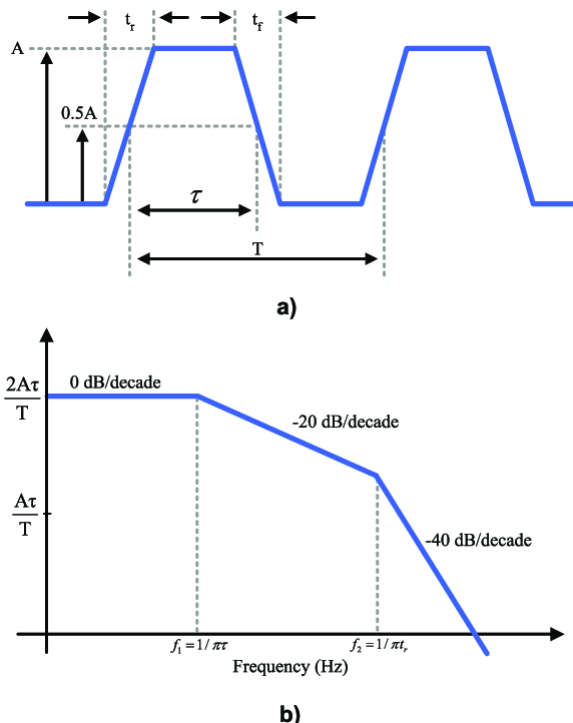 t_r t_f
A
0.5A
τ
T
a)
2Aτ/T
0 dB/decade
-20 dB/decade
Aτ/T
-40 dB/decade
f₁=1/πτ f₂=1/πt_r
Frequency (Hz)
b)